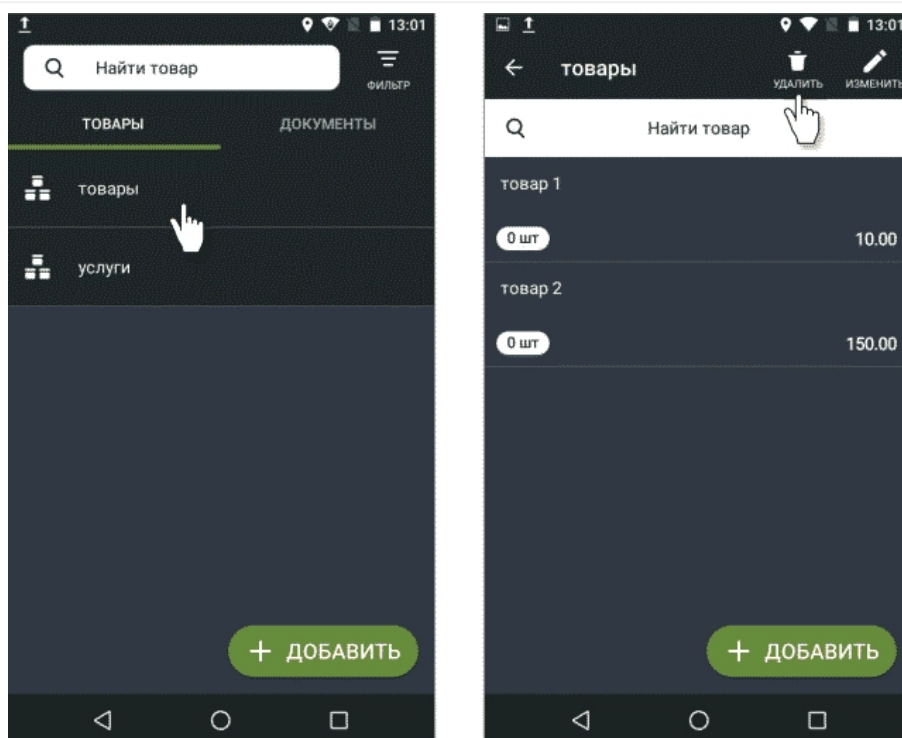 13:01
Найти товар
ФИЛЬТР
ТОВАРЫ
ДОКУМЕНТЫ
товары
услуги
+ ДОБАВИТЬ
13:01
товары
УДАЛИТЬ
ИЗМЕНИТЬ
Найти товар
товар 1
0 шт
10.00
товар 2
0 шт
150.00
+ ДОБАВИТЬ